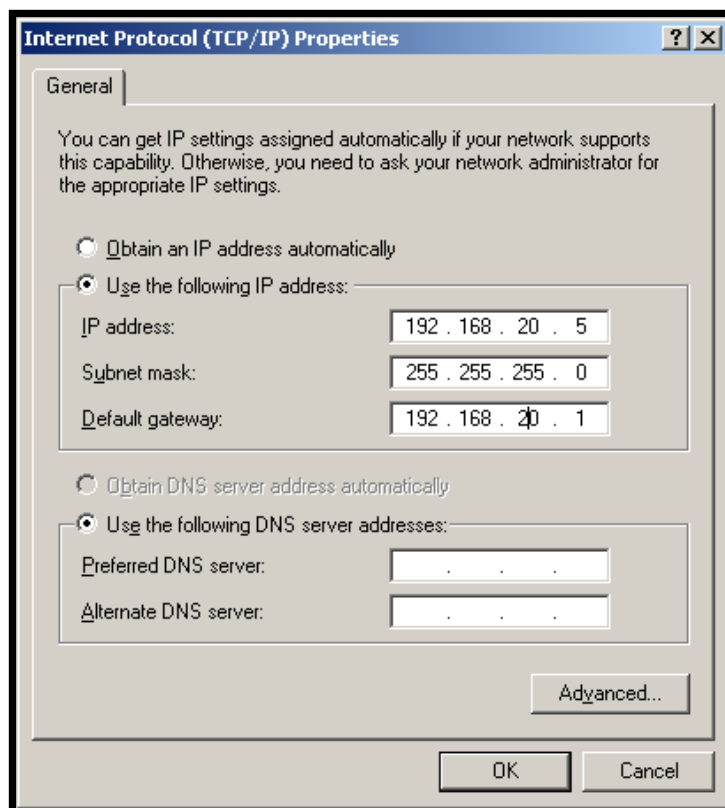 Internet Protocol (TCP/IP) Properties
General
You can get IP settings assigned automatically if your network supports
this capability. Otherwise, you need to ask your network administrator for
the appropriate IP settings.
Obtain an IP address automatically
Use the following IP address:
IP address: 192 . 168 . 20 . 5
Subnet mask: 255 . 255 . 255 . 0
Default gateway: 192 . 168 . 20 . 1
Obtain DNS server address automatically
Use the following DNS server addresses:
Preferred DNS server: . . .
Alternate DNS server: . . .
Advanced...
OK Cancel